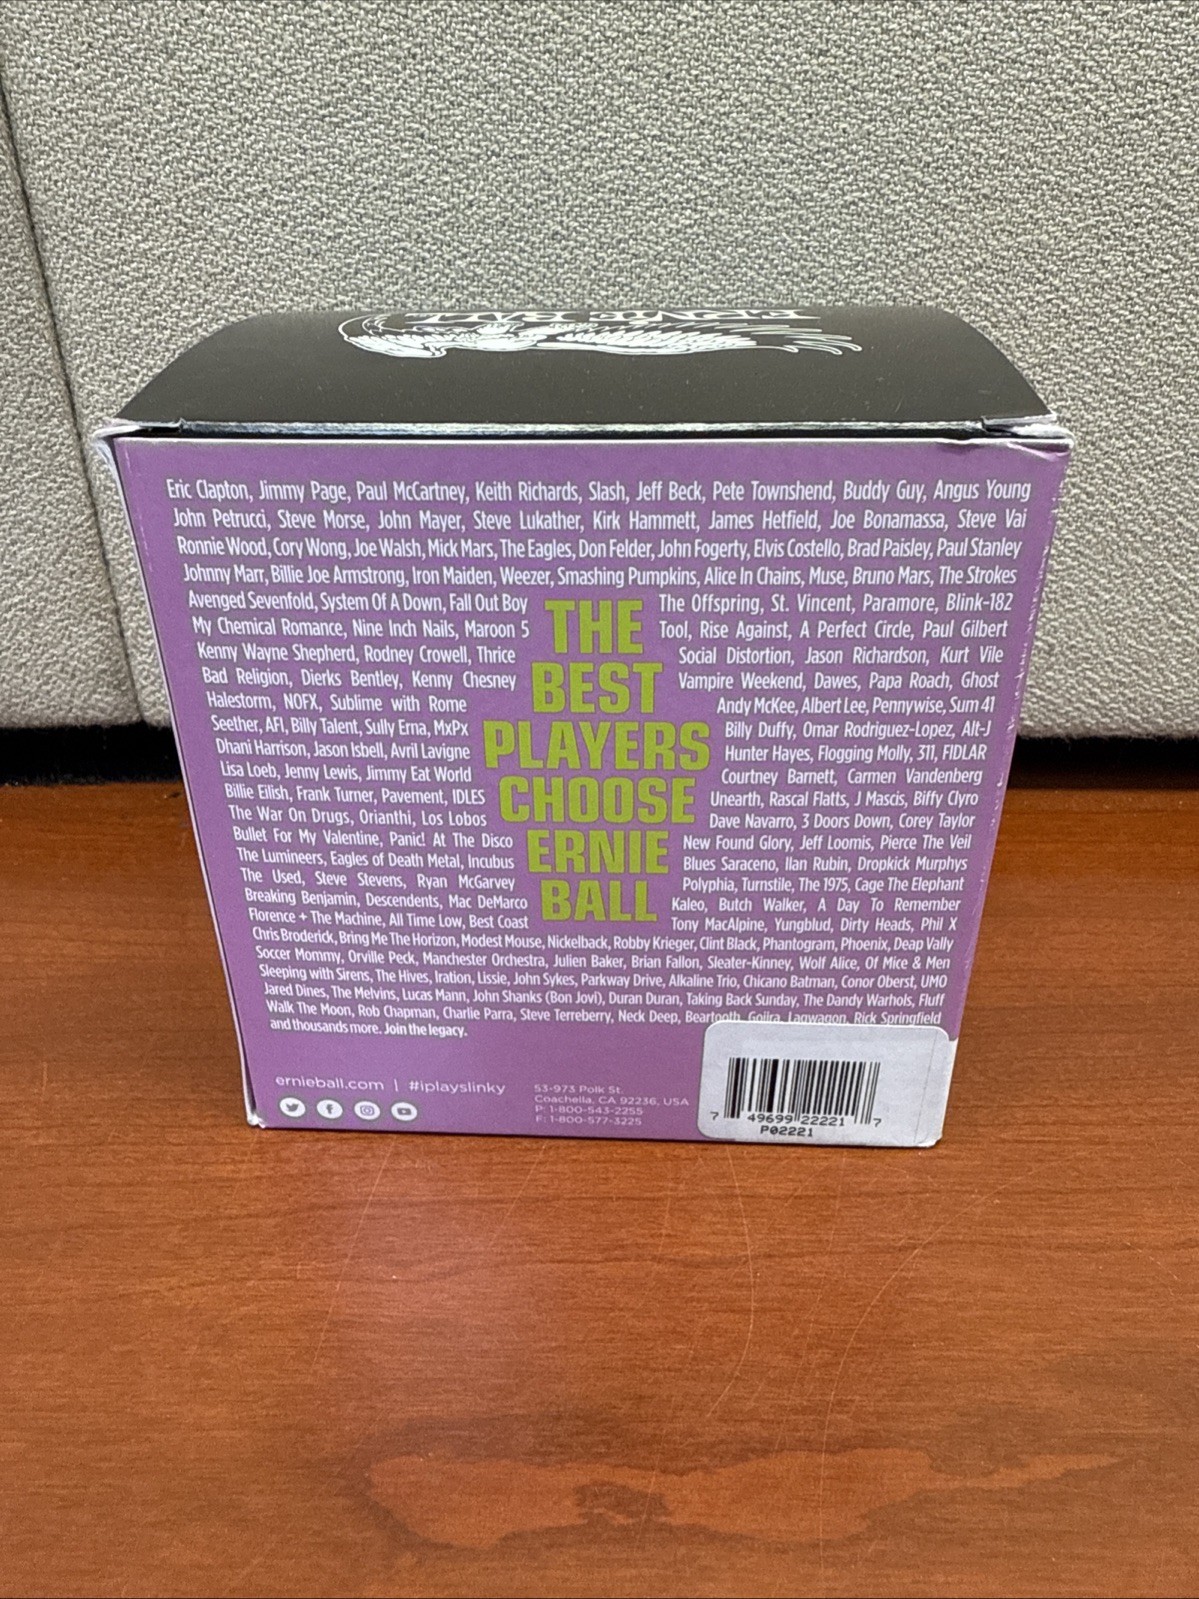 ERNIE BALL
Eric Clapton, Jimmy Page, Paul McCartney, Keith Richards, Slash, Jeff Beck, Pete Townshend, Buddy Guy, Angus Young
John Petrucci, Steve Morse, John Mayer, Steve Lukather, Kirk Hammett, James Hetfield, Joe Bonamassa, Steve Vai
Ronnie Wood, Cory Wong, Joe Walsh, Mick Mars, The Eagles, Don Felder, John Fogerty, Elvis Costello, Brad Paisley, Paul Stanley
Johnny Marr, Billie Joe Armstrong, Iron Maiden, Weezer, Smashing Pumpkins, Alice In Chains, Muse, Bruno Mars, The Strokes
Avenged Sevenfold, System Of A Down, Fall Out Boy
My Chemical Romance, Nine Inch Nails, Maroon 5
Kenny Wayne Shepherd, Rodney Crowell, Thrice
Bad Religion, Dierks Bentley, Kenny Chesney
Halestorm, NOFX, Sublime with Rome
Seether, AFI, Billy Talent, Sully Erna, MxPx
Dhani Harrison, Jason Isbell, Avril Lavigne
Lisa Loeb, Jenny Lewis, Jimmy Eat World
Billie Eilish, Frank Turner, Pavement, IDLES
The War On Drugs, Orianthi, Los Lobos
Bullet For My Valentine, Panic! At The Disco
The Lumineers, Eagles of Death Metal, Incubus
The Used, Steve Stevens, Ryan McGarvey
Breaking Benjamin, Descendents, Mac DeMarco
Florence + The Machine, All Time Low, Best Coast
THE
BEST
PLAYERS
CHOOSE
ERNIE
BALL
The Offspring, St. Vincent, Paramore, Blink-182
Tool, Rise Against, A Perfect Circle, Paul Gilbert
Social Distortion, Jason Richardson, Kurt Vile
Vampire Weekend, Dawes, Papa Roach, Ghost
Andy McKee, Albert Lee, Pennywise, Sum 41
Billy Duffy, Omar Rodriguez-Lopez, Alt-J
Hunter Hayes, Flogging Molly, 311, FIDLAR
Courtney Barnett, Carmen Vandenberg
Unearth, Rascal Flatts, J Mascis, Biffy Clyro
Dave Navarro, 3 Doors Down, Corey Taylor
New Found Glory, Jeff Loomis, Pierce The Veil
Blues Saraceno, Ilan Rubin, Dropkick Murphys
Polyphia, Turnstile, The 1975, Cage The Elephant
Kaleo, Butch Walker, A Day To Remember
Tony MacAlpine, Yungblud, Dirty Heads, Phil X
Chris Broderick, Bring Me The Horizon, Modest Mouse, Nickelback, Robby Krieger, Clint Black, Phantogram, Phoenix, Deap Vally
Soccer Mommy, Orville Peck, Manchester Orchestra, Julien Baker, Brian Fallon, Sleater-Kinney, Wolf Alice, Of Mice & Men
Sleeping with Sirens, The Hives, Iration, Lissie, John Sykes, Parkway Drive, Alkaline Trio, Chicano Batman, Conor Oberst, UMO
Jared Dines, The Melvins, Lucas Mann, John Shanks (Bon Jovi), Duran Duran, Taking Back Sunday, The Dandy Warhols, Fluff
Walk The Moon, Rob Chapman, Charlie Parra, Steve Terreberry, Neck Deep, Beartooth, Gojira, Lagwagon, Rick Springfield
and thousands more. Join the legacy.
ernieball.com | #iplayslinky
53-973 Polk St.
Coachella, CA 92236, USA
P: 1-800-543-2255
F: 1-800-577-3225
7 49699 22221 7
P02221